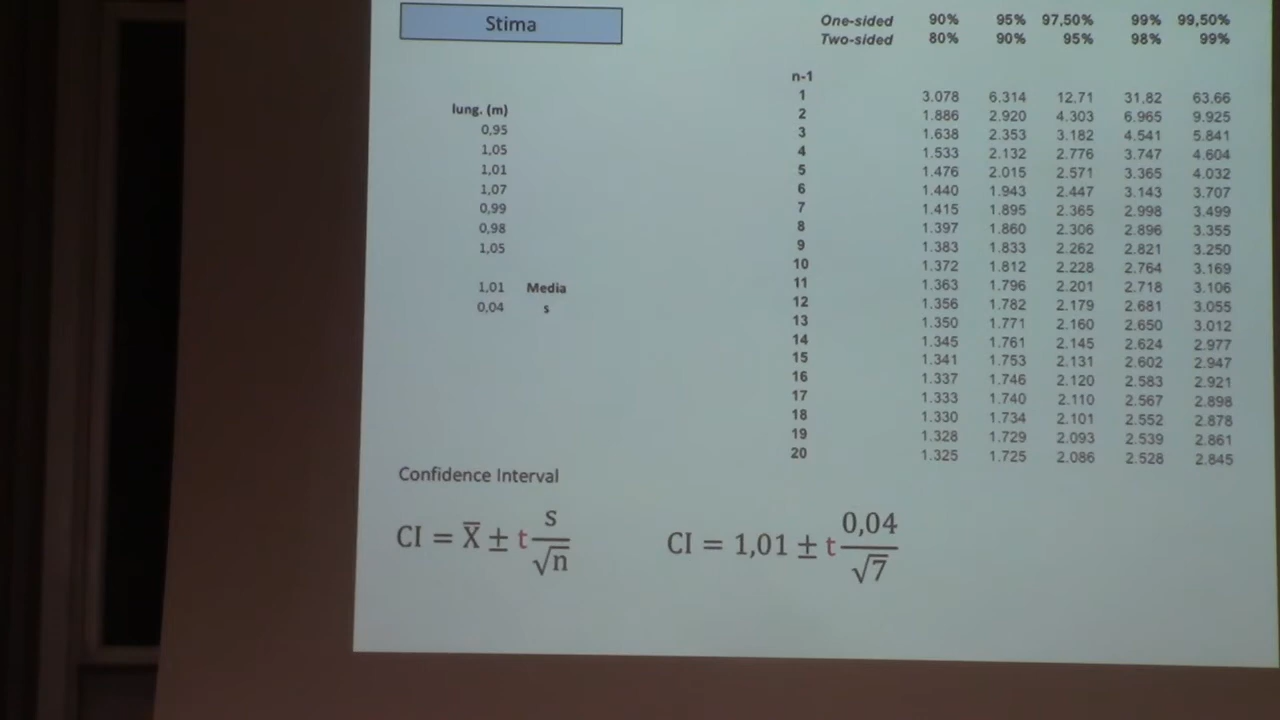 Stima
One-sided 90% 95% 97,50% 99% 99,50%
Two-sided 80% 90% 95% 98% 99%
n-1
1 3.078 6.314 12.71 31.82 63.66
2 1.886 2.920 4.303 6.965 9.925
3 1.638 2.353 3.182 4.541 5.841
4 1.533 2.132 2.776 3.747 4.604
5 1.476 2.015 2.571 3.365 4.032
6 1.440 1.943 2.447 3.143 3.707
7 1.415 1.895 2.365 2.998 3.499
8 1.397 1.860 2.306 2.896 3.355
9 1.383 1.833 2.262 2.821 3.250
10 1.372 1.812 2.228 2.764 3.169
11 1.363 1.796 2.201 2.718 3.106
12 1.356 1.782 2.179 2.681 3.055
13 1.350 1.771 2.160 2.650 3.012
14 1.345 1.761 2.145 2.624 2.977
15 1.341 1.753 2.131 2.602 2.947
16 1.337 1.746 2.120 2.583 2.921
17 1.333 1.740 2.110 2.567 2.898
18 1.330 1.734 2.101 2.552 2.878
19 1.328 1.729 2.093 2.539 2.861
20 1.325 1.725 2.086 2.528 2.845
lung. (m)
0,95
1,05
1,01
1,07
0,99
0,98
1,05
1,01 Media
0,04 s
Confidence Interval
CI = X̅ ± t s/√n
CI = 1,01 ± t 0,04/√7